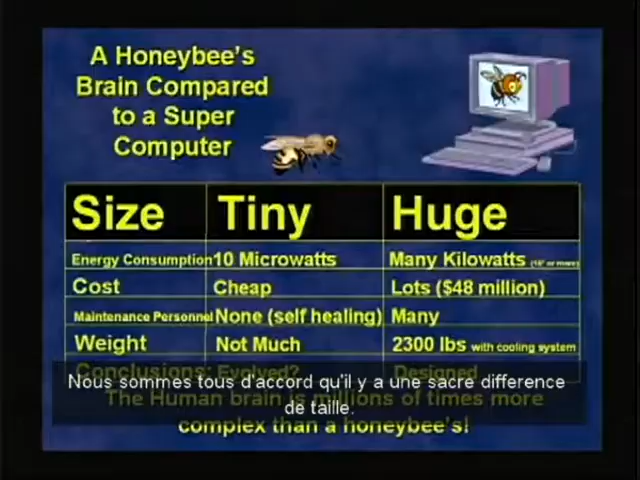 A Honeybee's
Brain Compared
to a Super
Computer
Size Tiny Huge
Energy Consumption 10 Microwatts Many Kilowatts
Cost Cheap Lots ($48 million)
Maintenance Personnel None (self healing) Many
Weight Not Much 2300 lbs with cooling system
Conclusions: Evolved? Designed
Nous sommes tous d'accord qu'il y a une sacre difference
de taille.
The Human brain is millions of times more
complex than a honeybee's!